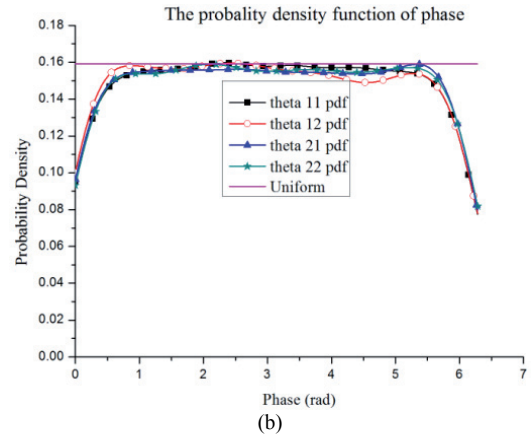 The probality density function of phase
0.18
0.16
0.14
0.12
0.10
0.08
0.06
0.04
0.02
0.00
Probability Density
theta 11 pdf
theta 12 pdf
theta 21 pdf
theta 22 pdf
Uniform
0 1 2 3 4 5 6 7
Phase (rad)
(b)